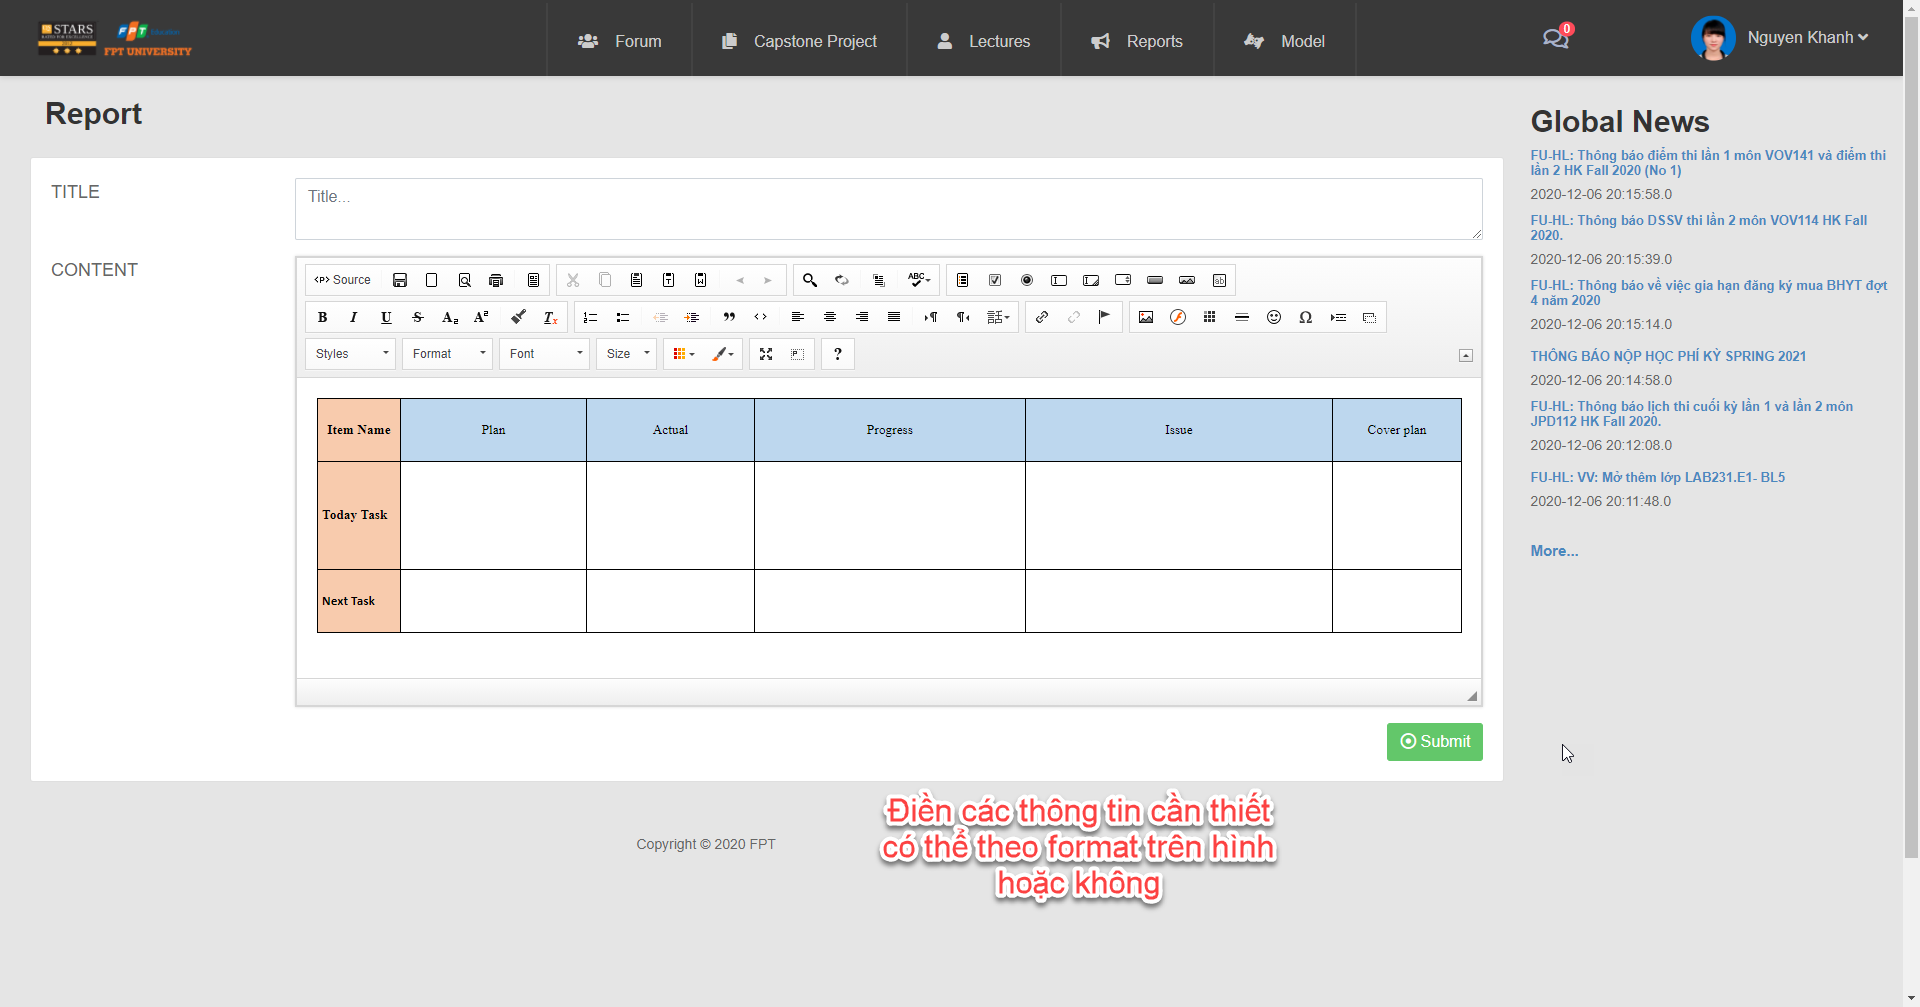 STARS
FPT Education
FPT UNIVERSITY
Forum
Capstone Project
Lectures
Reports
Model
0
Nguyen Khanh
Report
TITLE
Title...
CONTENT
Source
ABC
B I U S A₂ A² Tx
Styles Format Font Size ?
Item Name Plan Actual Progress Issue Cover plan
Today Task
Next Task
Submit
Global News
FU-HL: Thông báo điểm thi lần 1 môn VOV141 và điểm thi
lần 2 HK Fall 2020 (No 1)
2020-12-06 20:15:58.0
FU-HL: Thông báo DSSV thi lần 2 môn VOV114 HK Fall
2020.
2020-12-06 20:15:39.0
FU-HL: Thông báo về việc gia hạn đăng ký mua BHYT đợt
4 năm 2020
2020-12-06 20:15:14.0
THÔNG BÁO NỘP HỌC PHÍ KỲ SPRING 2021
2020-12-06 20:14:58.0
FU-HL: Thông báo lịch thi cuối kỳ lần 1 và lần 2 môn
JPD112 HK Fall 2020.
2020-12-06 20:12:08.0
FU-HL: VV: Mở thêm lớp LAB231.E1- BL5
2020-12-06 20:11:48.0
More...
Điền các thông tin cần thiết
có thể theo format trên hình
hoặc không
Copyright © 2020 FPT